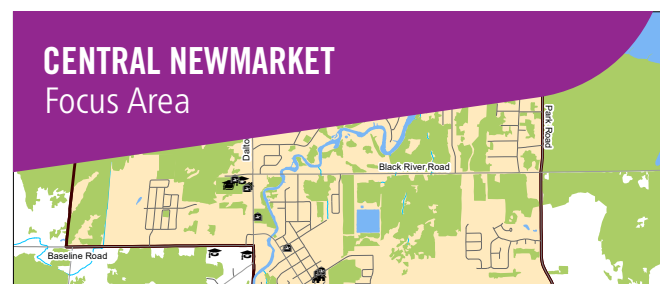 CENTRAL NEWMARKET
Focus Area
Park Road
Black River Road
Baseline Road